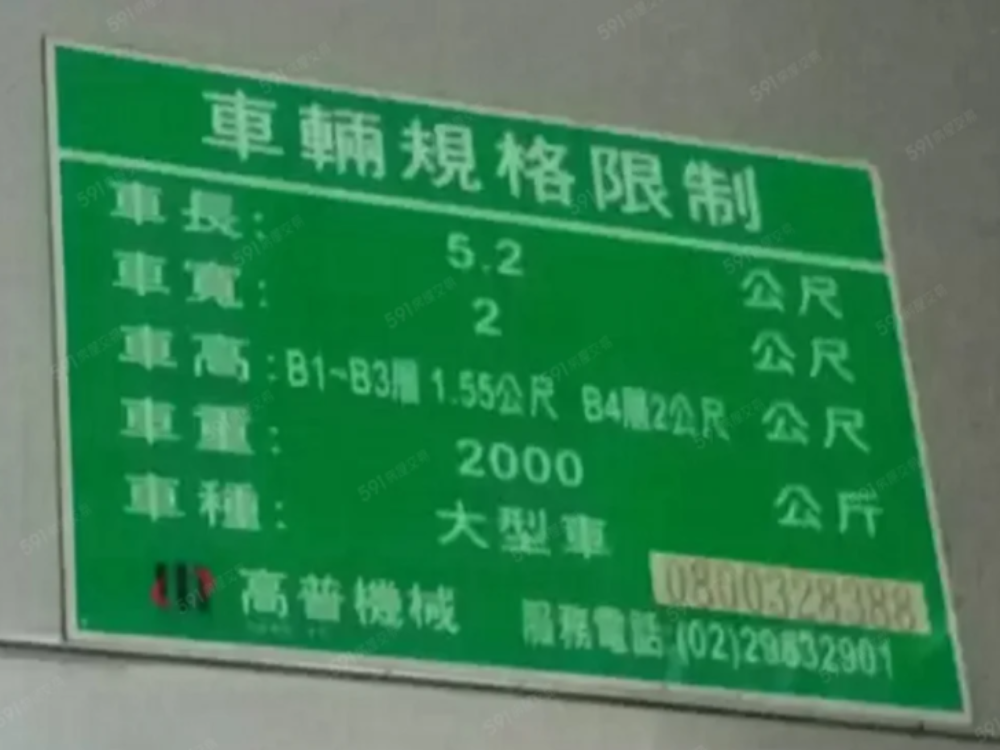 車輛規格限制
車長: 5.2 公尺
車寬: 2 公尺
車高:B1~B3層 1.55公尺 B4層2公尺 公尺
車重: 2000 公斤
車種: 大型車
高普機械 0800328388
服務電話:(02)29832901